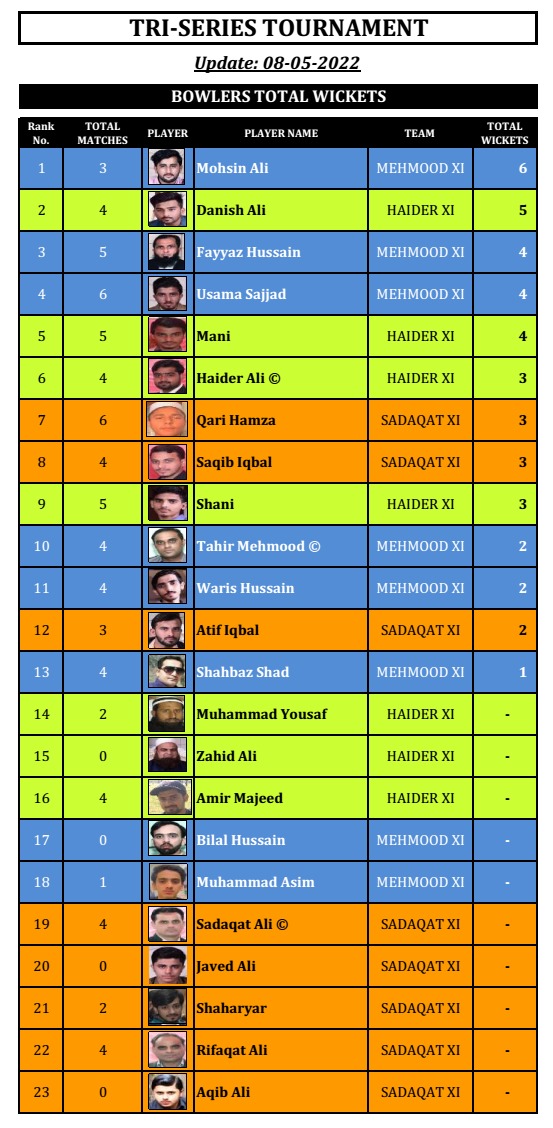 TRI-SERIES TOURNAMENT
Update: 08-05-2022
BOWLERS TOTAL WICKETS
Rank No. TOTAL MATCHES PLAYER PLAYER NAME TEAM TOTAL WICKETS
1 3 Mohsin Ali MEHMOOD XI 6
2 4 Danish Ali HAIDER XI 5
3 5 Fayyaz Hussain MEHMOOD XI 4
4 6 Usama Sajjad MEHMOOD XI 4
5 5 Mani HAIDER XI 4
6 4 Haider Ali © HAIDER XI 3
7 6 Qari Hamza SADAQAT XI 3
8 4 Saqib Iqbal SADAQAT XI 3
9 5 Shani HAIDER XI 3
10 4 Tahir Mehmood © MEHMOOD XI 2
11 4 Waris Hussain MEHMOOD XI 2
12 3 Atif Iqbal SADAQAT XI 2
13 4 Shahbaz Shad MEHMOOD XI 1
14 2 Muhammad Yousaf HAIDER XI -
15 0 Zahid Ali HAIDER XI -
16 4 Amir Majeed HAIDER XI -
17 0 Bilal Hussain MEHMOOD XI -
18 1 Muhammad Asim MEHMOOD XI -
19 4 Sadaqat Ali © SADAQAT XI -
20 0 Javed Ali SADAQAT XI -
21 2 Shaharyar SADAQAT XI -
22 4 Rifaqat Ali SADAQAT XI -
23 0 Aqib Ali SADAQAT XI -